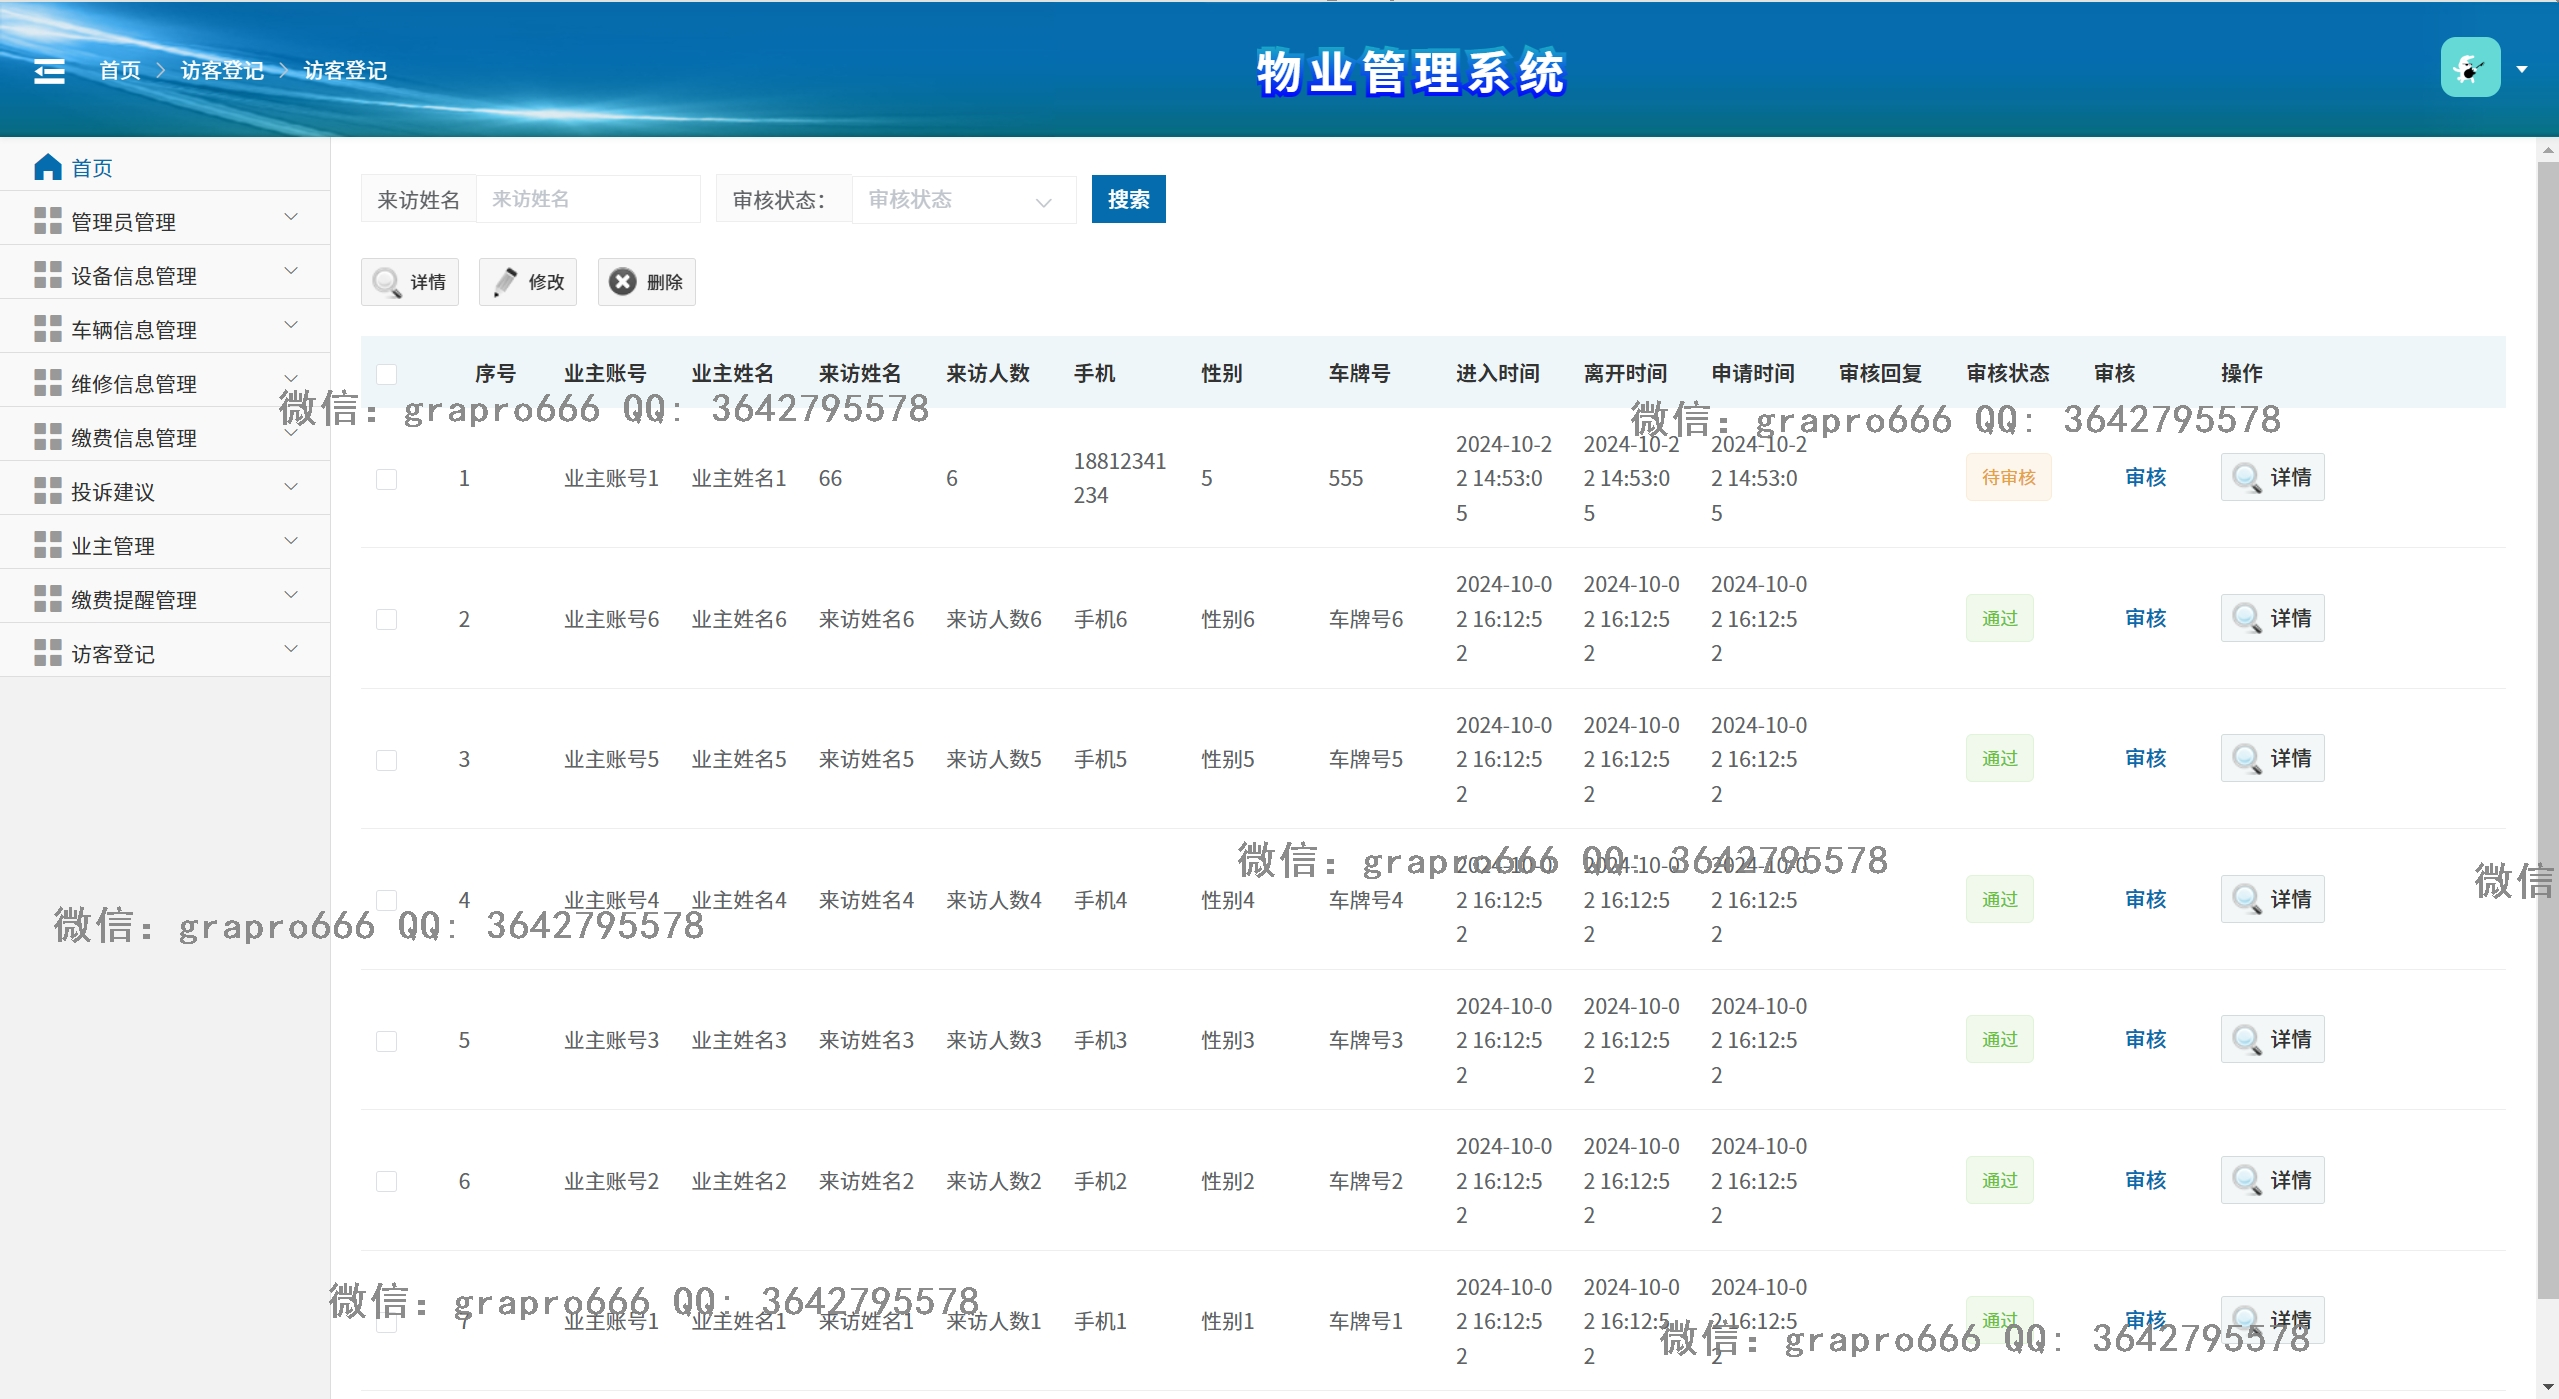 首页 > 访客登记 > 访客登记
物业管理系统
首页
管理员管理
设备信息管理
车辆信息管理
维修信息管理
缴费信息管理
投诉建议
业主管理
缴费提醒管理
访客登记
来访姓名 来访姓名 审核状态: 审核状态 搜索
详情 修改 删除
序号 业主账号 业主姓名 来访姓名 来访人数 手机 性别 车牌号 进入时间 离开时间 申请时间 审核回复 审核状态 审核 操作
微信: grapro666 QQ: 3642795578
微信: grapro666 QQ: 3642795578
1 业主账号1 业主姓名1 66 6 18812341234 5 555 2024-10-22 14:53:05 2024-10-22 14:53:05 2024-10-22 14:53:05 待审核 审核 详情
2 业主账号6 业主姓名6 来访姓名6 来访人数6 手机6 性别6 车牌号6 2024-10-02 16:12:52 2024-10-02 16:12:52 2024-10-02 16:12:52 通过 审核 详情
3 业主账号5 业主姓名5 来访姓名5 来访人数5 手机5 性别5 车牌号5 2024-10-02 16:12:52 2024-10-02 16:12:52 2024-10-02 16:12:52 通过 审核 详情
微信: grapro666 QQ: 3642795578
微信
4 业主账号4 业主姓名4 来访姓名4 来访人数4 手机4 性别4 车牌号4 2024-10-02 16:12:52 2024-10-02 16:12:52 2024-10-02 16:12:52 通过 审核 详情
微信: grapro666 QQ: 3642795578
5 业主账号3 业主姓名3 来访姓名3 来访人数3 手机3 性别3 车牌号3 2024-10-02 16:12:52 2024-10-02 16:12:52 2024-10-02 16:12:52 通过 审核 详情
6 业主账号2 业主姓名2 来访姓名2 来访人数2 手机2 性别2 车牌号2 2024-10-02 16:12:52 2024-10-02 16:12:52 2024-10-02 16:12:52 通过 审核 详情
微信: grapro666 QQ: 3642795578
7 业主账号1 业主姓名1 来访姓名1 来访人数1 手机1 性别1 车牌号1 2024-10-02 16:12:52 2024-10-02 16:12:52 2024-10-02 16:12:52 通过 审核 详情
微信: grapro666 QQ: 3642795578